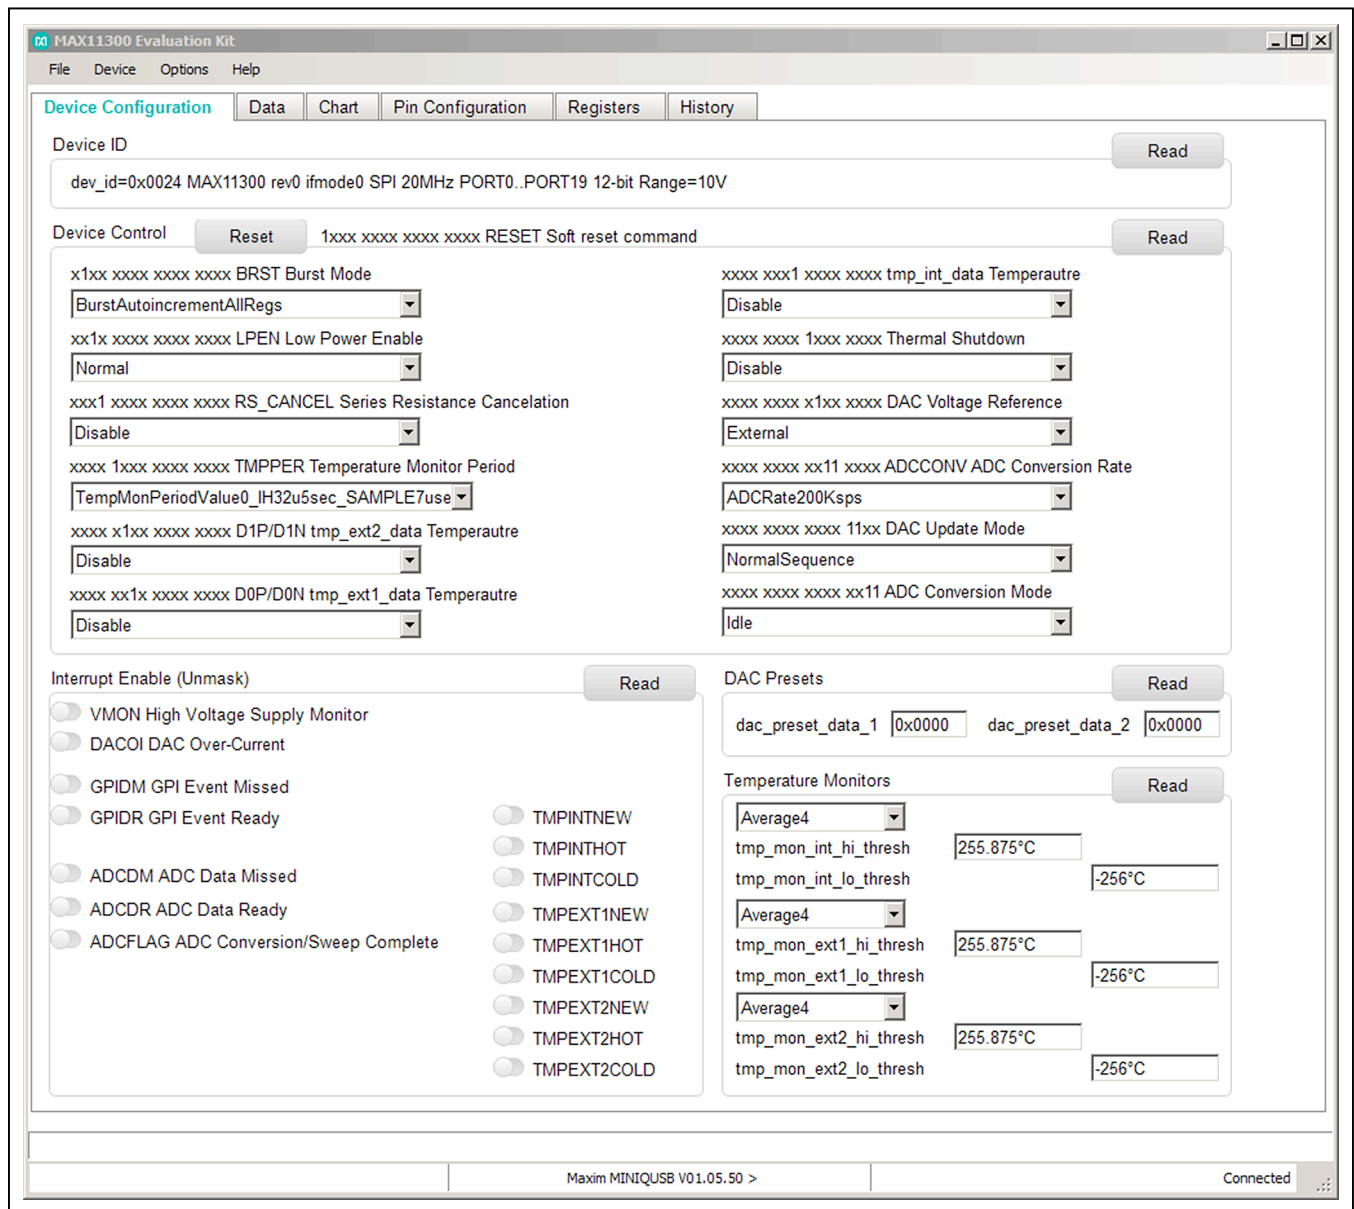 MAX11300 Evaluation Kit
File Device Options Help
Device Configuration Data Chart Pin Configuration Registers History
Device ID
Read
dev_id=0x0024 MAX11300 rev0 ifmode0 SPI 20MHz PORT0..PORT19 12-bit Range=10V
Device Control Reset 1xxx xxxx xxxx xxxx RESET Soft reset command Read
x1xx xxxx xxxx xxxx BRST Burst Mode
BurstAutoincrementAllRegs
xx1x xxxx xxxx xxxx LPEN Low Power Enable
Normal
xxx1 xxxx xxxx xxxx RS_CANCEL Series Resistance Cancelation
Disable
xxxx 1xxx xxxx xxxx TMPPER Temperature Monitor Period
TempMonPeriodValue0_IH32u5sec_SAMPLE7use
xxxx x1xx xxxx xxxx D1P/D1N tmp_ext2_data Temperautre
Disable
xxxx xx1x xxxx xxxx D0P/D0N tmp_ext1_data Temperautre
Disable
xxxx xxx1 xxxx xxxx tmp_int_data Temperautre
Disable
xxxx xxxx 1xxx xxxx Thermal Shutdown
Disable
xxxx xxxx x1xx xxxx DAC Voltage Reference
External
xxxx xxxx xx11 xxxx ADCCONV ADC Conversion Rate
ADCRate200Ksps
xxxx xxxx xxxx 11xx DAC Update Mode
NormalSequence
xxxx xxxx xxxx xx11 ADC Conversion Mode
Idle
Interrupt Enable (Unmask) Read
VMON High Voltage Supply Monitor
DACOI DAC Over-Current
GPIDM GPI Event Missed
GPIDR GPI Event Ready
ADCDM ADC Data Missed
ADCDR ADC Data Ready
ADCFLAG ADC Conversion/Sweep Complete
TMPINTNEW
TMPINTHOT
TMPINTCOLD
TMPEXT1NEW
TMPEXT1HOT
TMPEXT1COLD
TMPEXT2NEW
TMPEXT2HOT
TMPEXT2COLD
DAC Presets Read
dac_preset_data_1 0x0000 dac_preset_data_2 0x0000
Temperature Monitors Read
Average4
tmp_mon_int_hi_thresh 255.875°C
tmp_mon_int_lo_thresh -256°C
Average4
tmp_mon_ext1_hi_thresh 255.875°C
tmp_mon_ext1_lo_thresh -256°C
Average4
tmp_mon_ext2_hi_thresh 255.875°C
tmp_mon_ext2_lo_thresh -256°C
Maxim MINIQUSB V01.05.50 > Connected